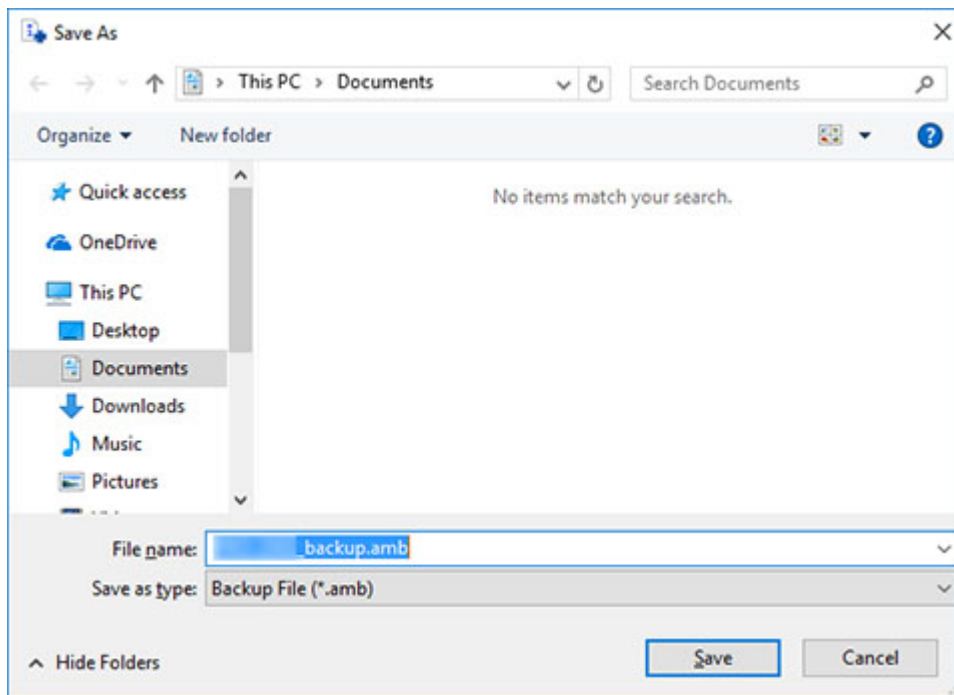 Save As
This PC > Documents
Search Documents
Organize
New folder
Quick access
OneDrive
This PC
Desktop
Documents
Downloads
Music
Pictures
No items match your search.
File name: _backup.amb
Save as type: Backup File (*.amb)
Hide Folders
Save
Cancel